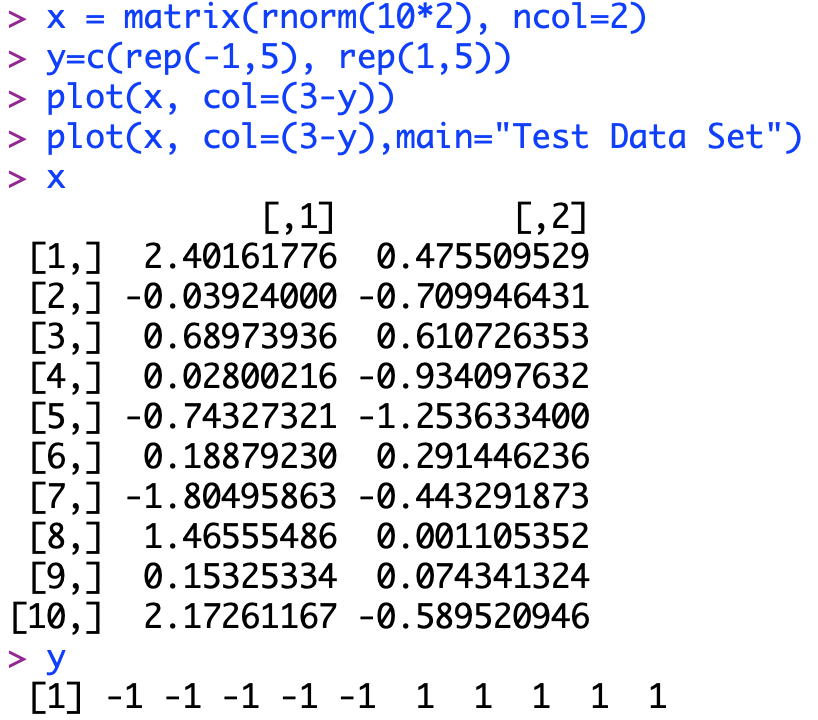 > x = matrix(rnorm(10*2), ncol=2)
> y=c(rep(-1,5), rep(1,5))
> plot(x, col=(3-y))
> plot(x, col=(3-y),main="Test Data Set")
> x
             [,1]         [,2]
 [1,]  2.40161776  0.475509529
 [2,] -0.03924000 -0.709946431
 [3,]  0.68973936  0.610726353
 [4,]  0.02800216 -0.934097632
 [5,] -0.74327321 -1.253633400
 [6,]  0.18879230  0.291446236
 [7,] -1.80495863 -0.443291873
 [8,]  1.46555486  0.001105352
 [9,]  0.15325334  0.074341324
[10,]  2.17261167 -0.589520946
> y
 [1] -1 -1 -1 -1 -1  1  1  1  1  1